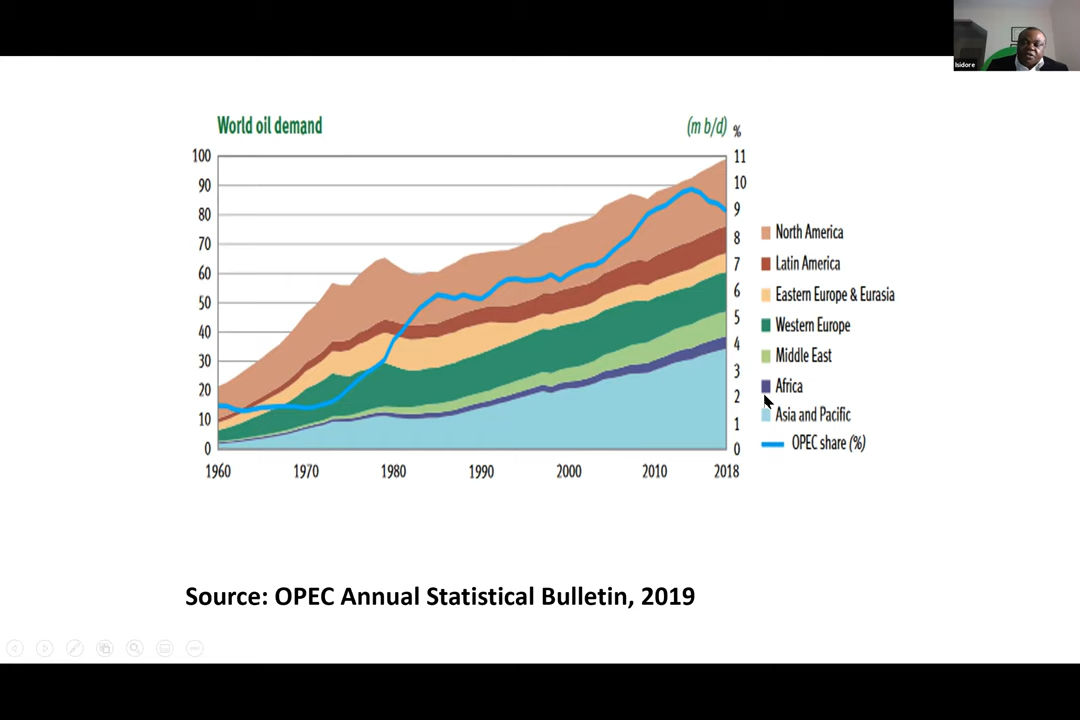 Isidore
World oil demand
(m b/d) %
100
90
80
70
60
50
40
30
20
10
0
11
10
9
8
7
6
5
4
3
2
1
0
1960 1970 1980 1990 2000 2010 2018
North America
Latin America
Eastern Europe & Eurasia
Western Europe
Middle East
Africa
Asia and Pacific
OPEC share (%)
Source: OPEC Annual Statistical Bulletin, 2019